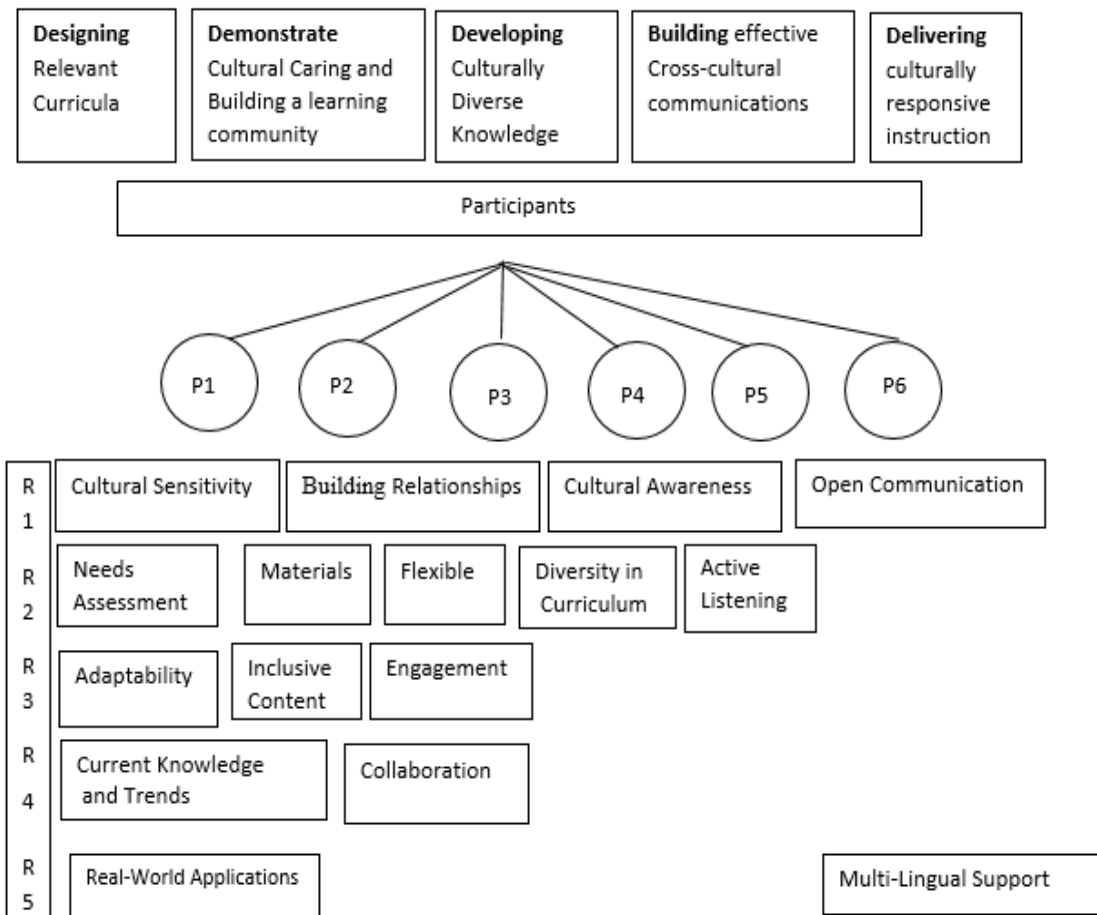 Designing
Relevant
Curricula
Demonstrate
Cultural Caring and
Building a learning
community
Developing
Culturally
Diverse
Knowledge
Building effective
Cross-cultural
communications
Delivering
culturally
responsive
instruction
Participants
P1
P2
P3
P4
P5
P6
R
1
Cultural Sensitivity
Building Relationships
Cultural Awareness
Open Communication
R
2
Needs
Assessment
Materials
Flexible
Diversity in
Curriculum
Active
Listening
R
3
Adaptability
Inclusive
Content
Engagement
R
4
Current Knowledge
and Trends
Collaboration
R
5
Real-World Applications
Multi-Lingual Support